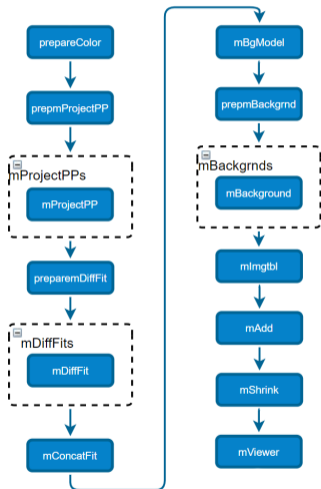 prepareColor
prepmProjectPP
mProjectPPs
mProjectPP
preparemDiffFit
mDiffFits
mDiffFit
mConcatFit
mBgModel
prepmBackgrnd
mBackgrnds
mBackground
mImgtbl
mAdd
mShrink
mViewer